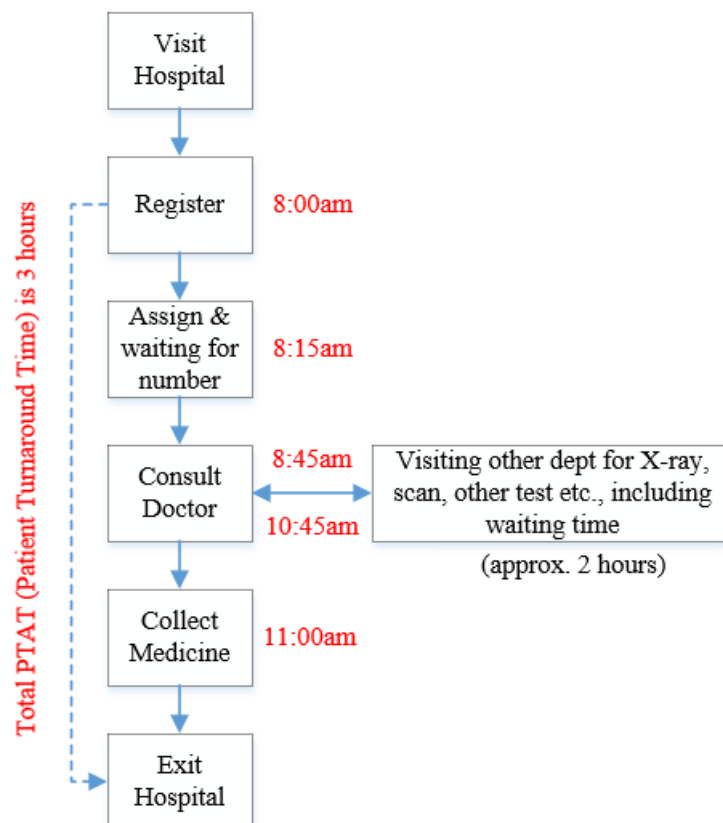 Visit
Hospital
Register
8:00am
Total PTAT (Patient Turnaround Time) is 3 hours
Assign &
waiting for
number
8:15am
Consult
Doctor
8:45am
10:45am
Visiting other dept for X-ray,
scan, other test etc., including
waiting time
(approx. 2 hours)
Collect
Medicine
11:00am
Exit
Hospital